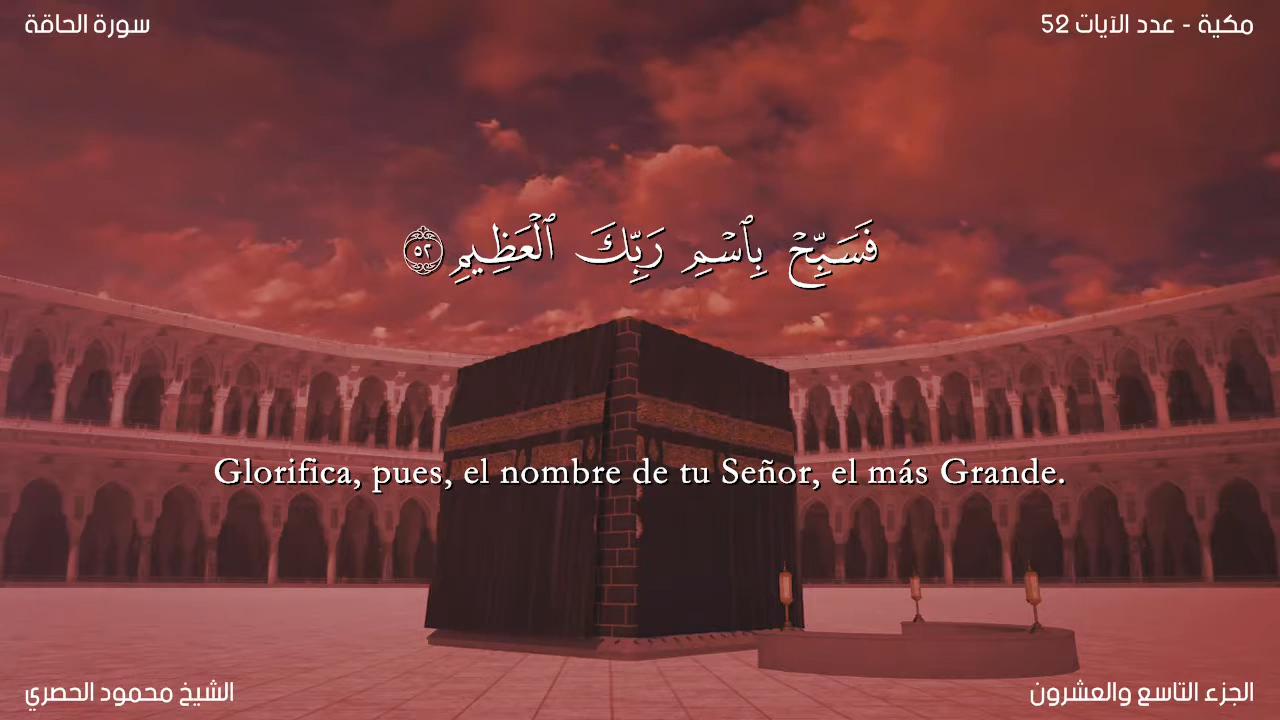 مكية - عدد الآيات 52
سورة الحاقة
فَسَبِّحۡ بِٱسۡمِ رَبِّكَ ٱلۡعَظِيمِ ٥٢
Glorifica, pues, el nombre de tu Señor, el más Grande.
الجزء التاسع والعشرون
الشيخ محمود الحصري